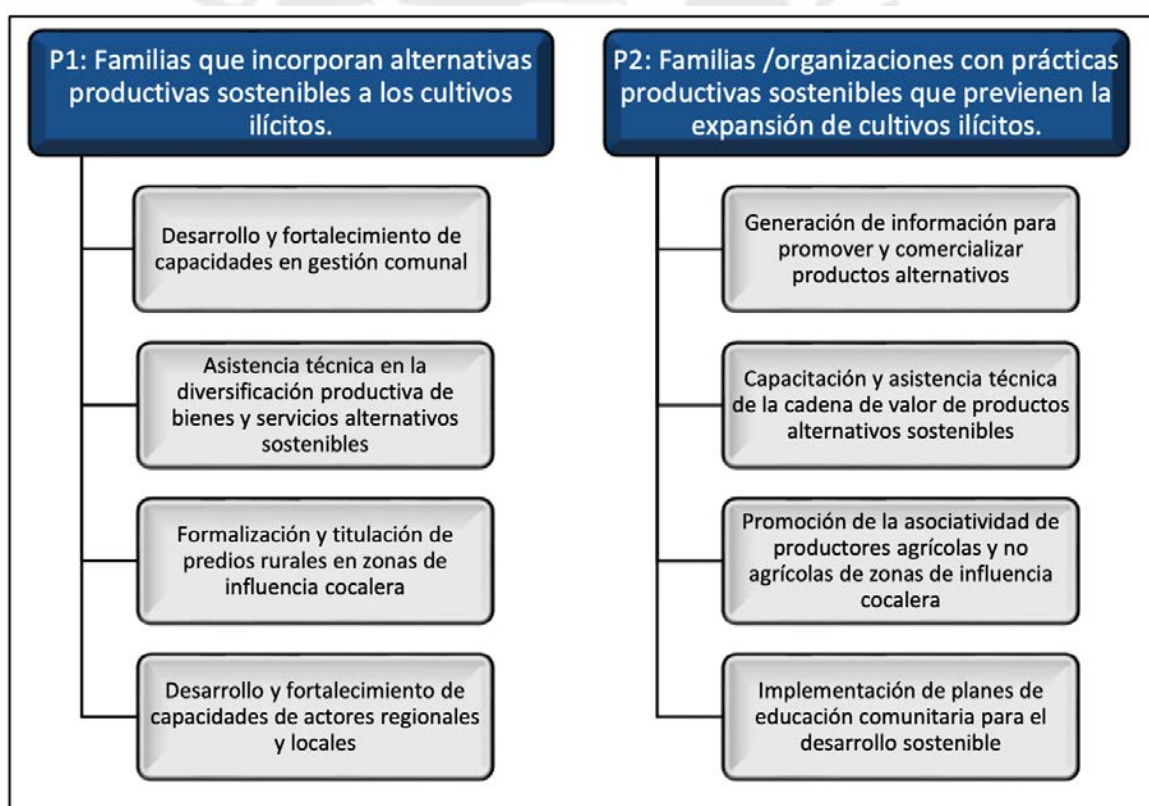 P1: Familias que incorporan alternativas
productivas sostenibles a los cultivos
ilícitos.
Desarrollo y fortalecimiento de
capacidades en gestión comunal
Asistencia técnica en la
diversificación productiva de
bienes y servicios alternativos
sostenibles
Formalización y titulación de
predios rurales en zonas de
influencia cocalera
Desarrollo y fortalecimiento de
capacidades de actores regionales
y locales
P2: Familias /organizaciones con prácticas
productivas sostenibles que previenen la
expansión de cultivos ilícitos.
Generación de información para
promover y comercializar
productos alternativos
Capacitación y asistencia técnica
de la cadena de valor de productos
alternativos sostenibles
Promoción de la asociatividad de
productores agrícolas y no
agrícolas de zonas de influencia
cocalera
Implementación de planes de
educación comunitaria para el
desarrollo sostenible